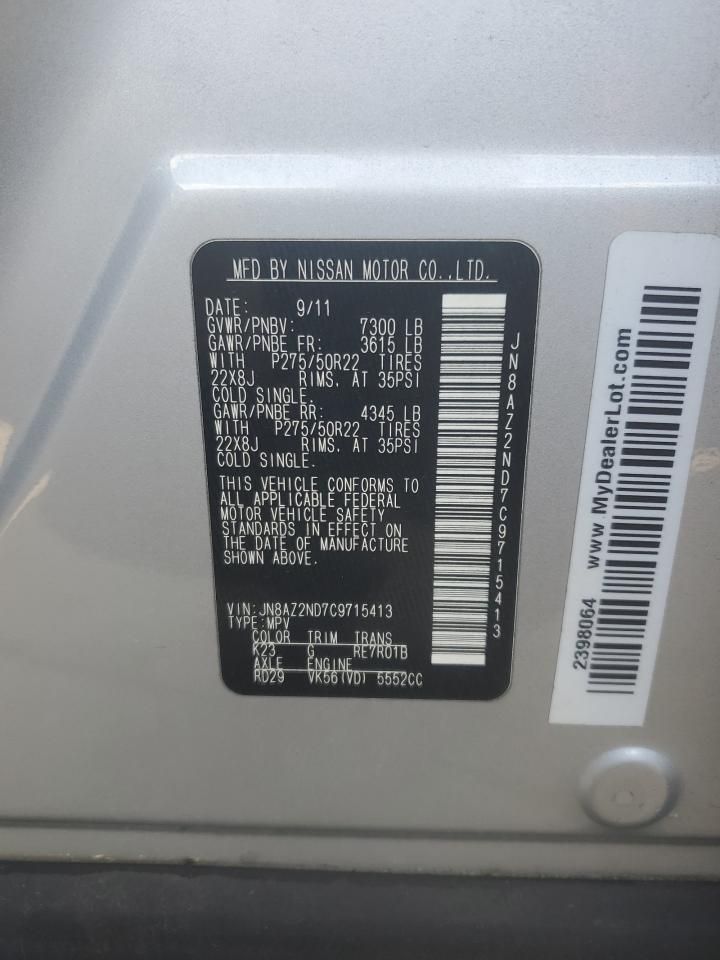 MFD BY NISSAN MOTOR CO.,LTD.
DATE: 9/11
GVWR/PNBV: 7300 LB
GAWR/PNBE FR: 3615 LB
WITH P275/50R22 TIRES
22X8J RIMS. AT 35PSI
COLD SINGLE.
GAWR/PNBE RR: 4345 LB
WITH P275/50R22 TIRES
22X8J RIMS. AT 35PSI
COLD SINGLE.
THIS VEHICLE CONFORMS TO
ALL APPLICABLE FEDERAL
MOTOR VEHICLE SAFETY
STANDARDS IN EFFECT ON
THE DATE OF MANUFACTURE
SHOWN ABOVE.
VIN:JN8AZ2ND7C9715413
TYPE:MPV
COLOR TRIM TRANS
K23 G RE7R01B
AXLE ENGINE
RD29 VK56(VD) 5552CC
JN8AZ2ND7C9715413
www.MyDealerLot.com
2398064